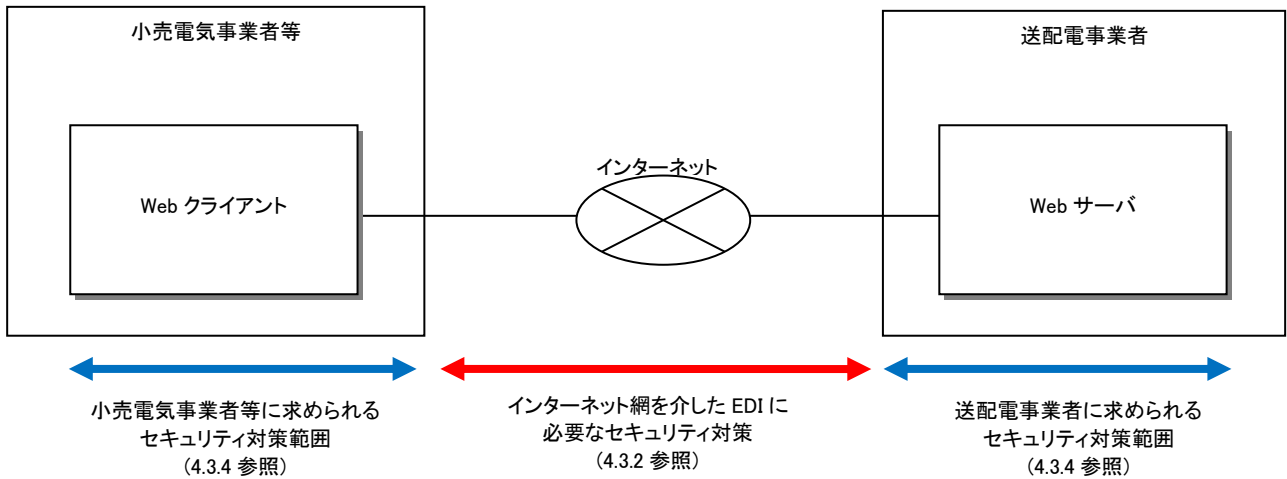 小売電気事業者等
送配電事業者
Web クライアント
インターネット
Web サーバ
小売電気事業者等に求められる
セキュリティ対策範囲
(4.3.4 参照)
インターネット網を介した EDI に
必要なセキュリティ対策
(4.3.2 参照)
送配電事業者に求められる
セキュリティ対策範囲
(4.3.4 参照)